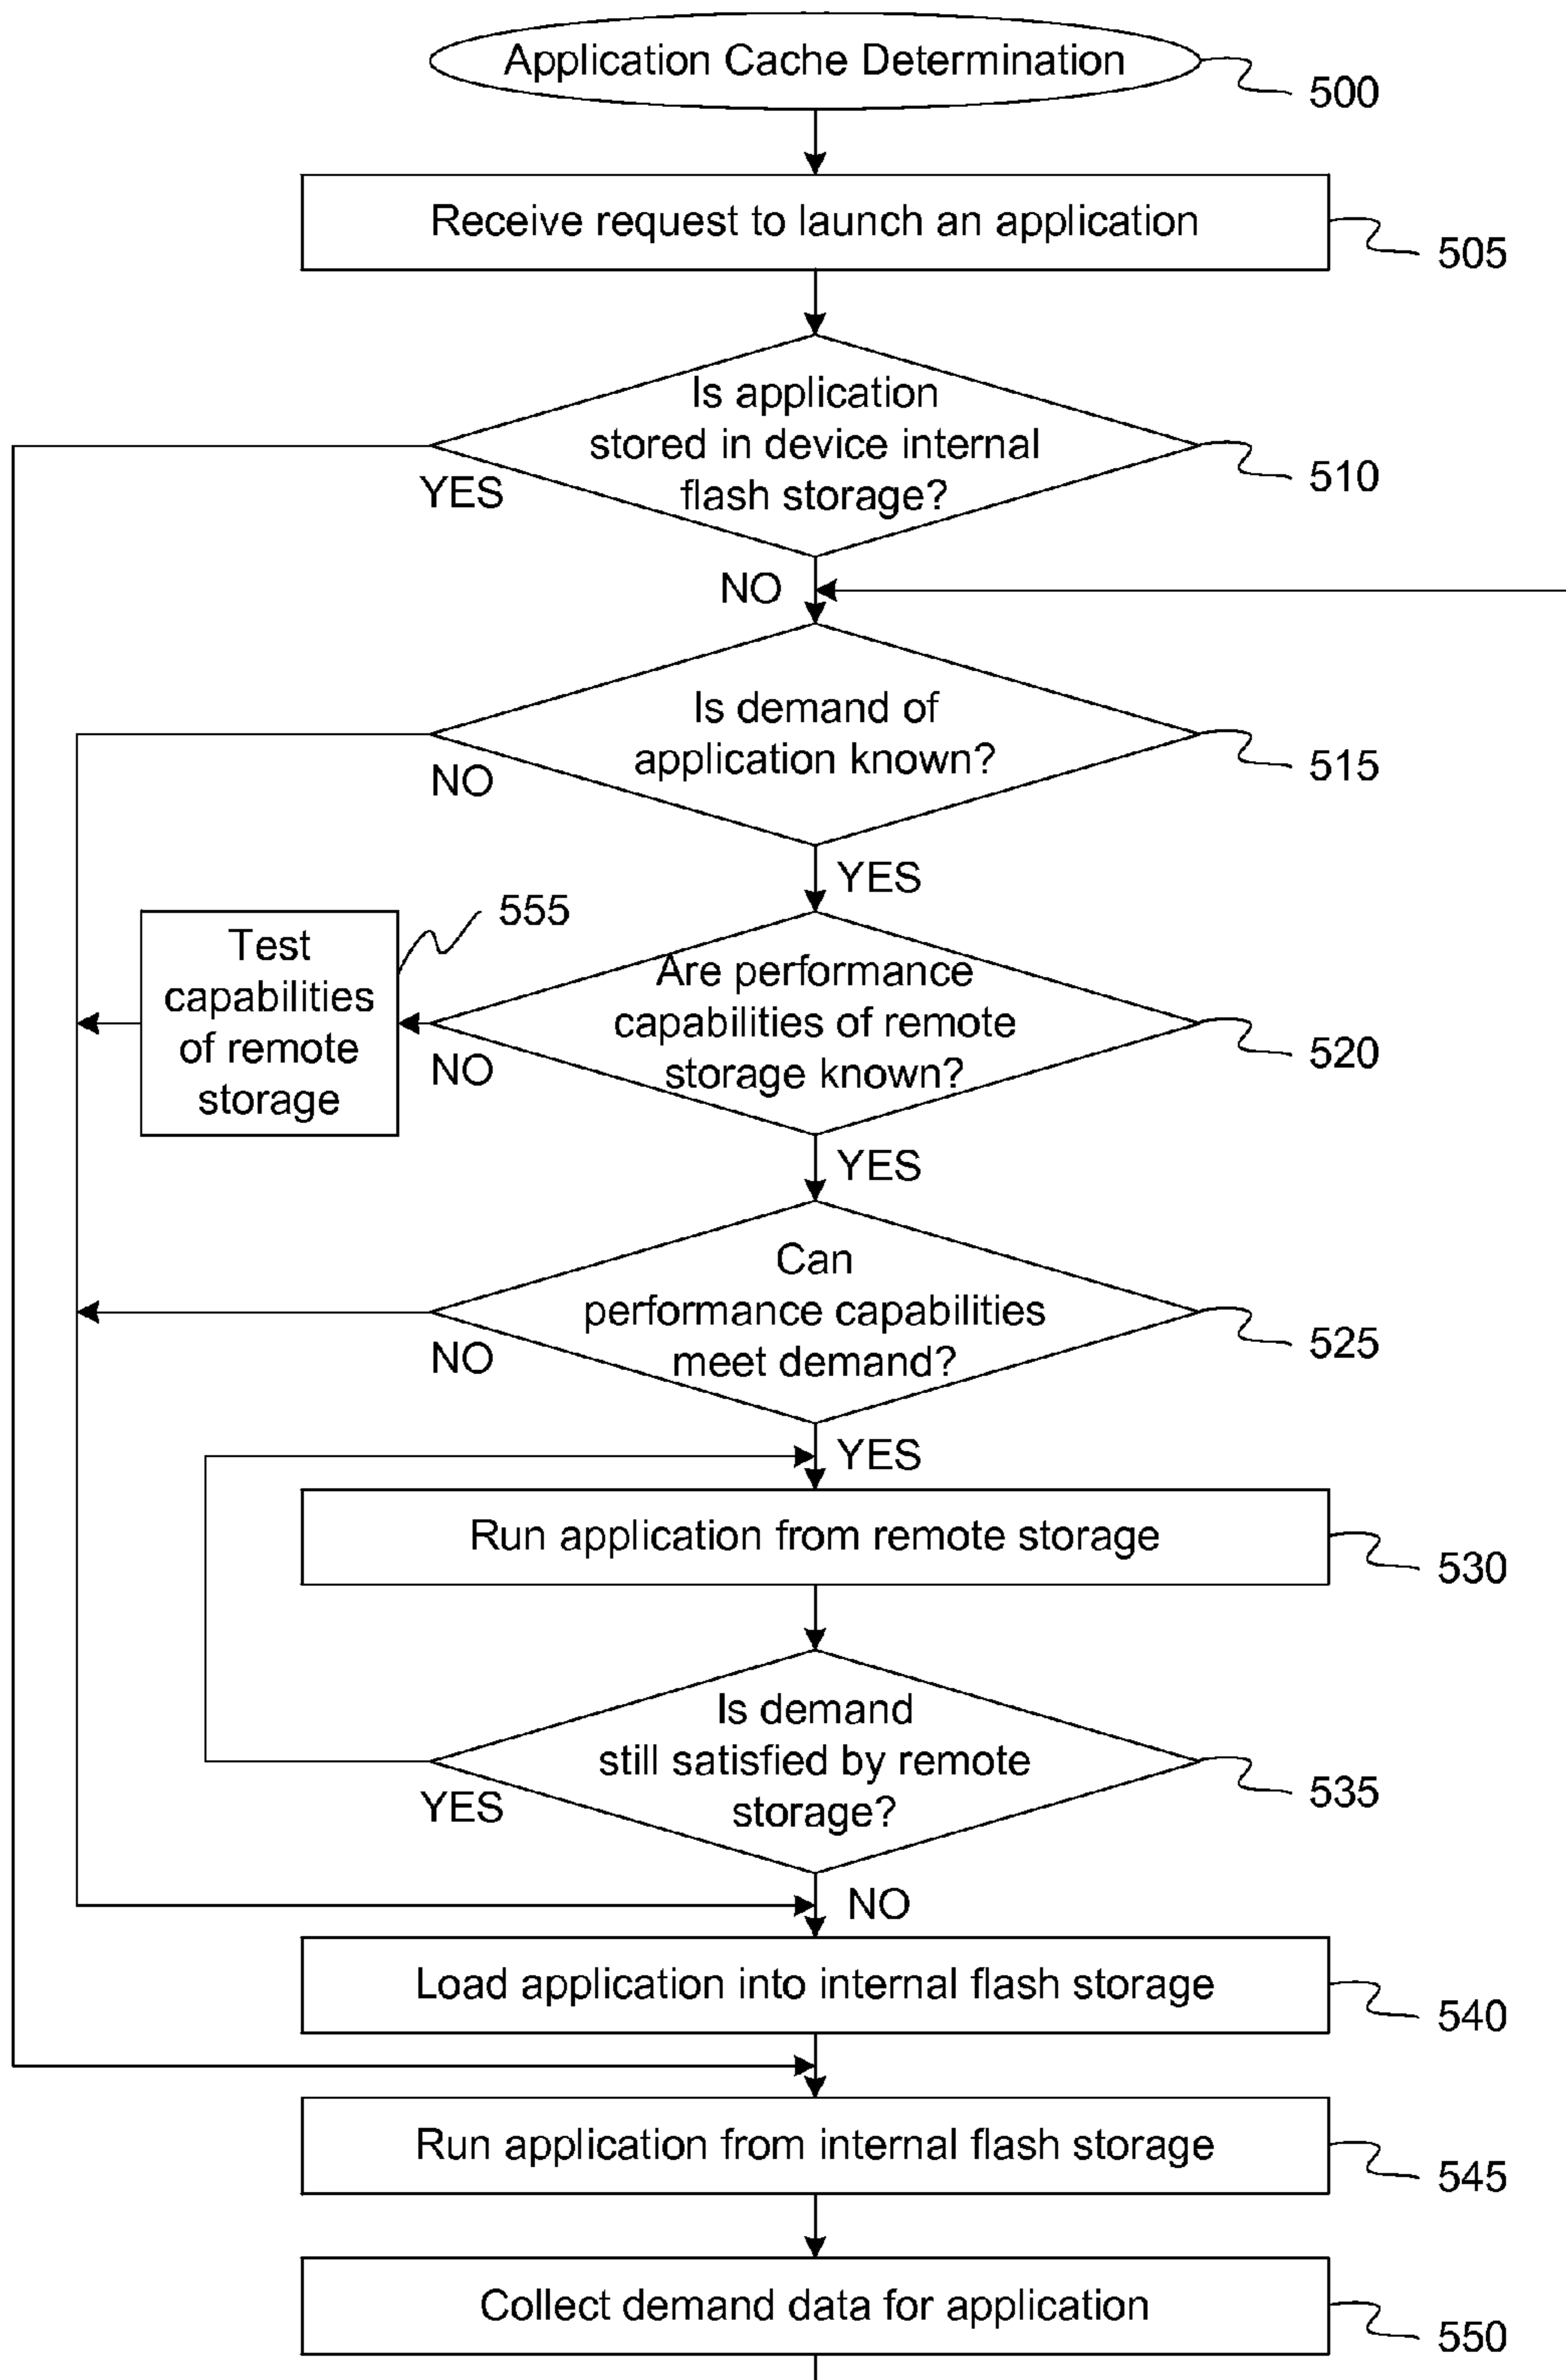 Application Cache Determination
500
Receive request to launch an application
505
Is application
stored in device internal
flash storage?
510
YES
NO
Is demand of
application known?
515
NO
YES
555
Test
capabilities
of remote
storage
Are performance
capabilities of remote
storage known?
520
NO
YES
Can
performance capabilities
meet demand?
525
NO
YES
Run application from remote storage
530
Is demand
still satisfied by remote
storage?
535
YES
NO
Load application into internal flash storage
540
Run application from internal flash storage
545
Collect demand data for application
550